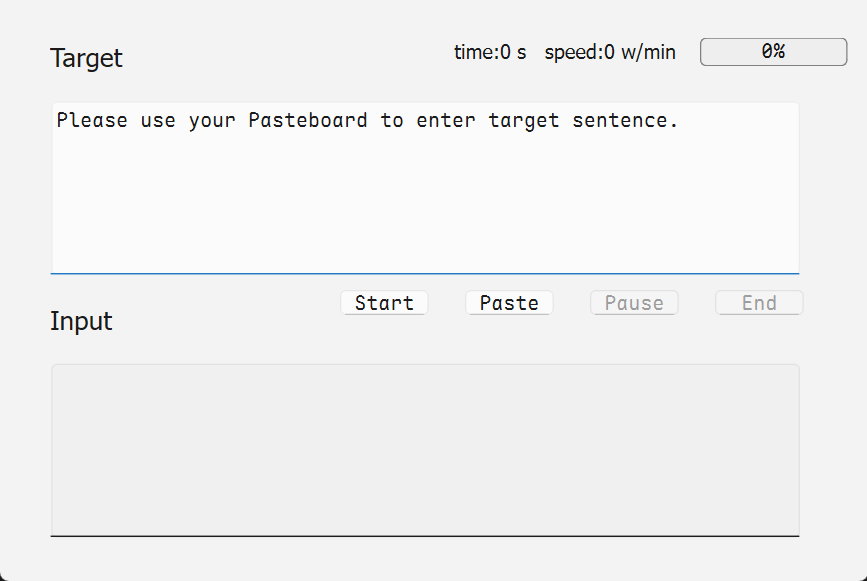 Target
time:0 s speed:0 w/min 0%
Please use your Pasteboard to enter target sentence.
Start Paste Pause End
Input